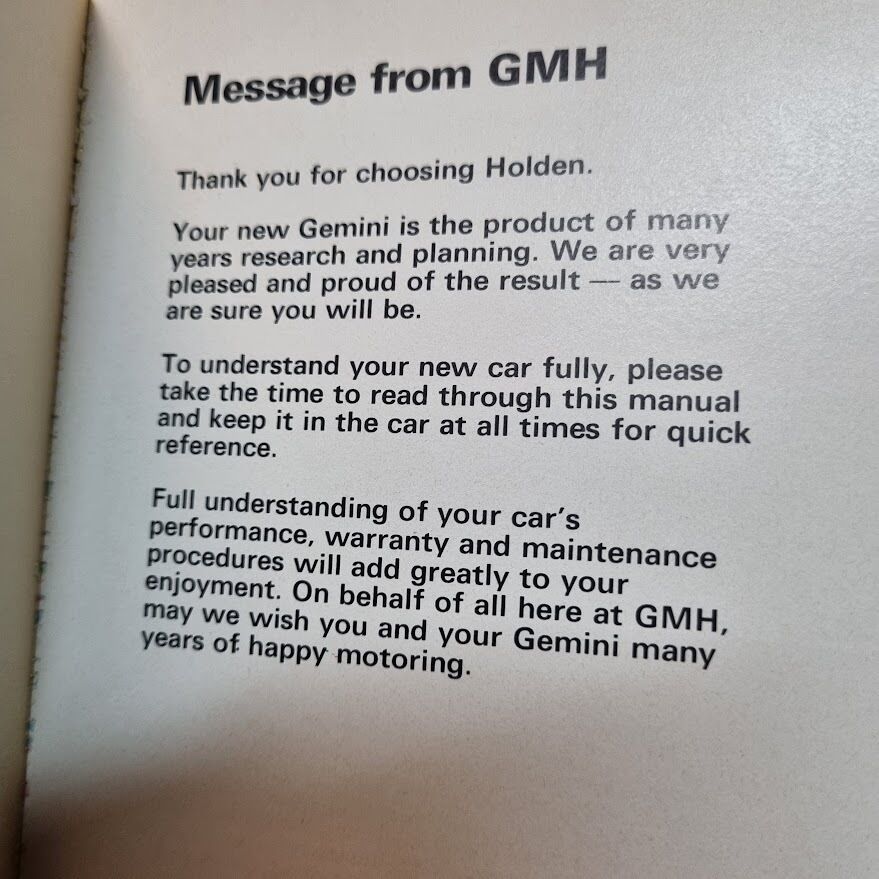 Message from GMH
Thank you for choosing Holden.
Your new Gemini is the product of many
years research and planning. We are very
pleased and proud of the result — as we
are sure you will be.
To understand your new car fully, please
take the time to read through this manual
and keep it in the car at all times for quick
reference.
Full understanding of your car's
performance, warranty and maintenance
procedures will add greatly to your
enjoyment. On behalf of all here at GMH,
may we wish you and your Gemini many
years of happy motoring.